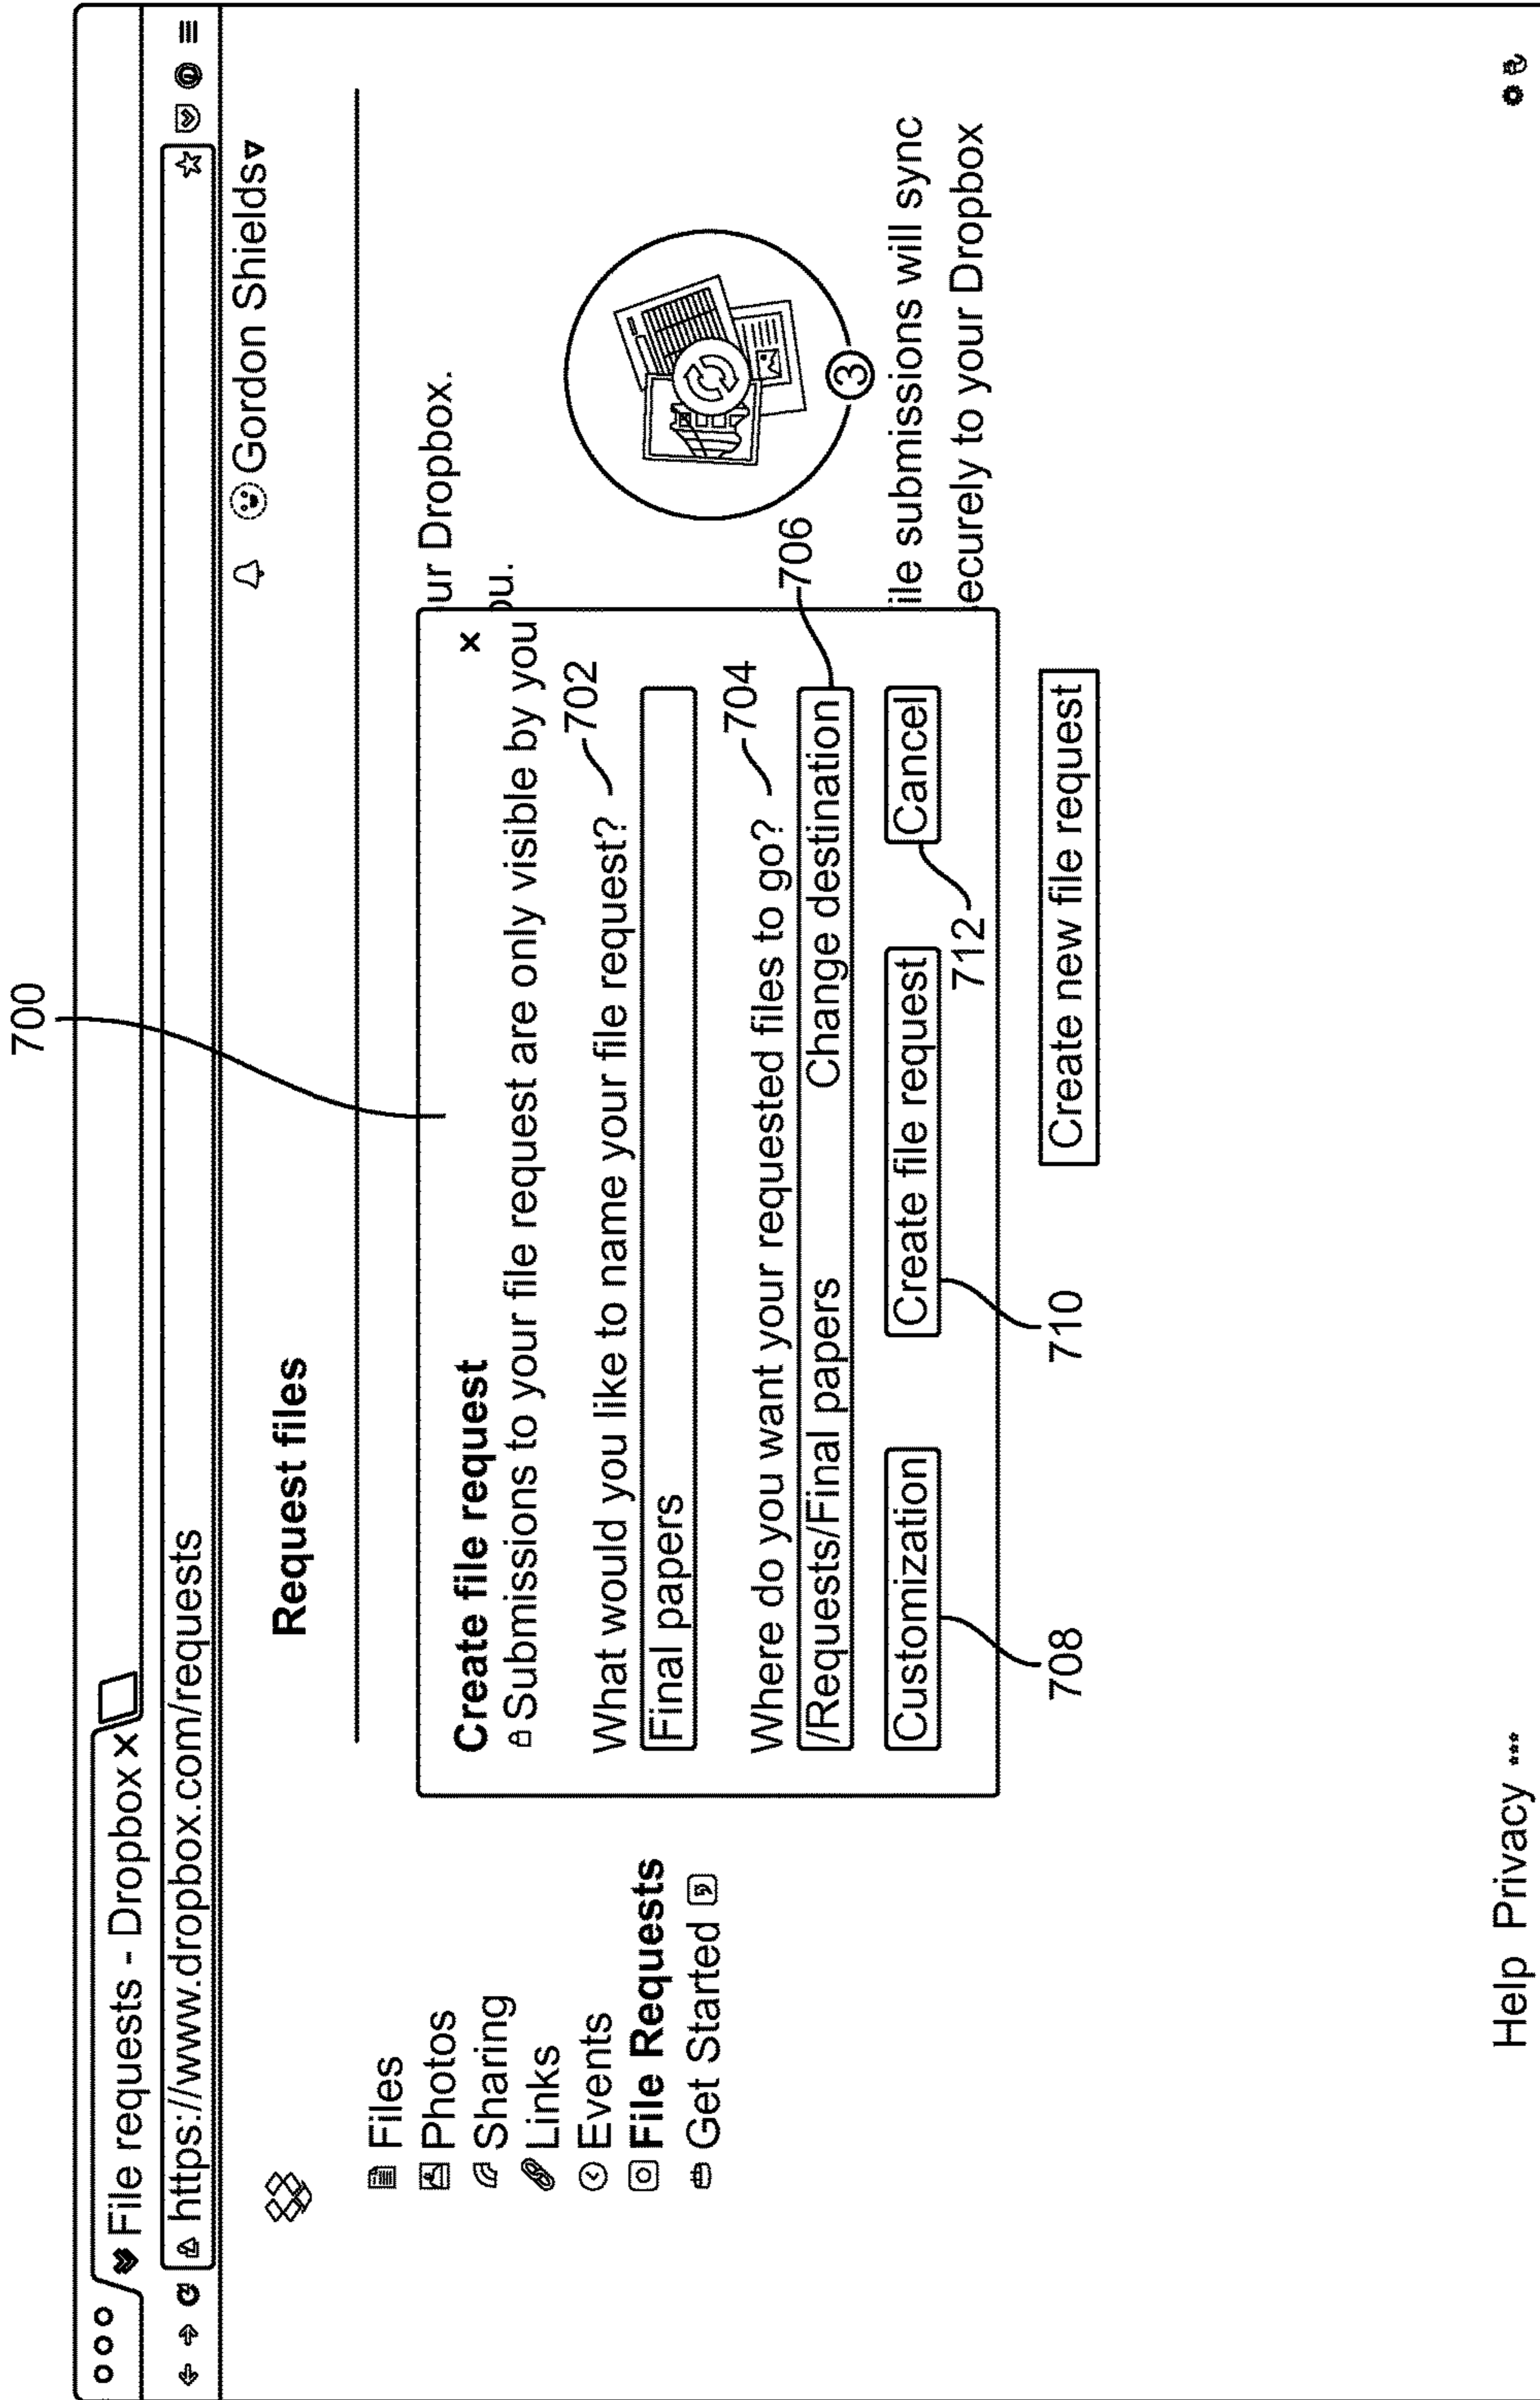 700
File requests - Dropbox X
https://www.dropbox.com/requests
Gordon Shields
Request files
Files
Photos
Sharing
Links
Events
File Requests
Get Started
ur Dropbox.
ou.
Create file request
x
Submissions to your file request are only visible by you
What would you like to name your file request? 702
Final papers
Where do you want your requested files to go? 704
/Requests/Final papers Change destination
706
Customization Create file request Cancel
708
710
712
3
ile submissions will sync
ecurely to your Dropbox
Create new file request
Help Privacy